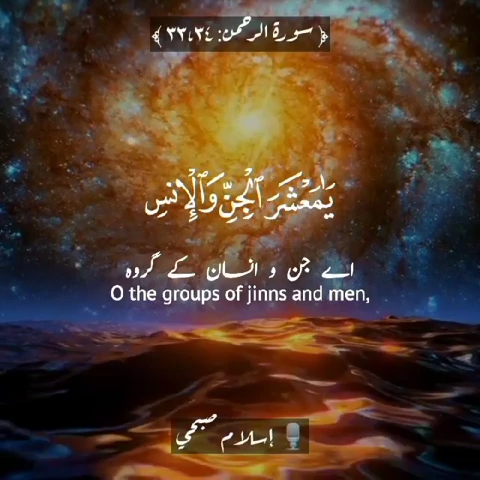 ﴿ سورة الرحمن: ٣٣،٣٤ ﴾
يَٰمَعْشَرَ ٱلْجِنِّ وَٱلْإِنسِ
اے جن و انسان کے گروہ
O the groups of jinns and men,
إسلام صبحي